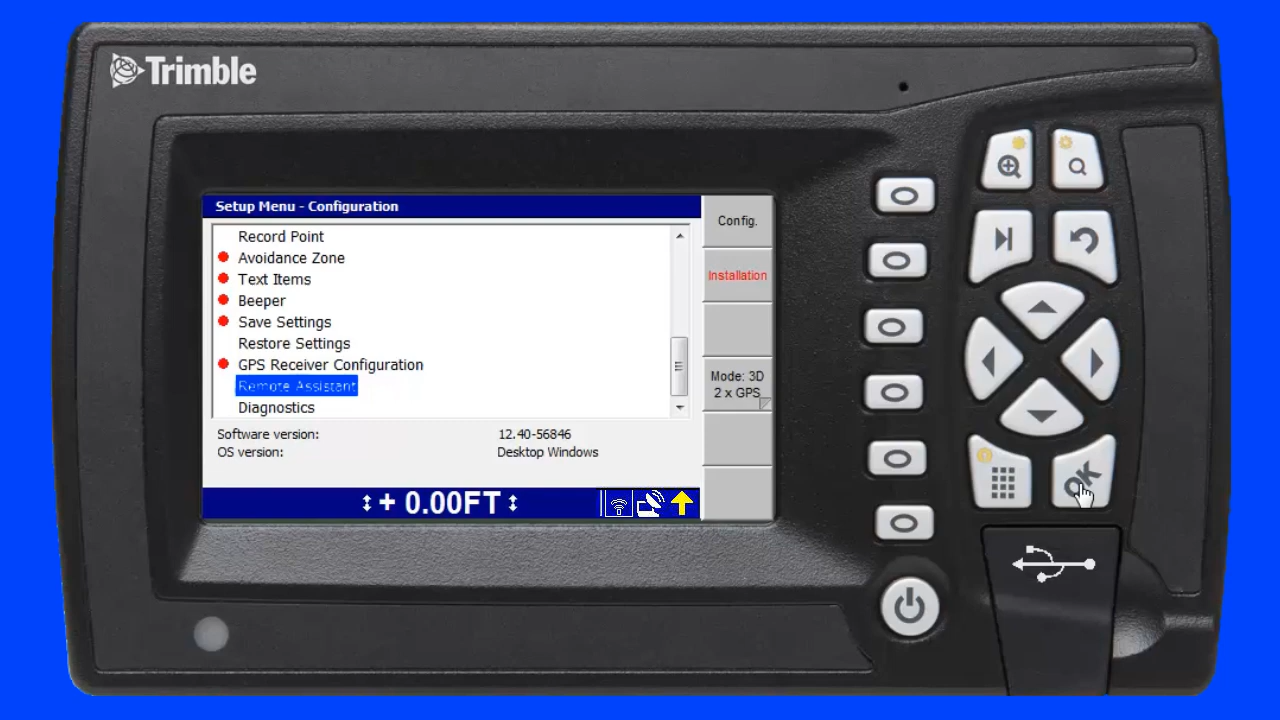 Trimble
Setup Menu - Configuration
Config.
Record Point
Avoidance Zone
Text Items
Installation
Beeper
Save Settings
Restore Settings
GPS Receiver Configuration
Mode: 3D
2 x GPS
Remote Assistant
Diagnostics
Software version: 12.40-56846
OS version: Desktop Windows
+ 0.00FT
OK